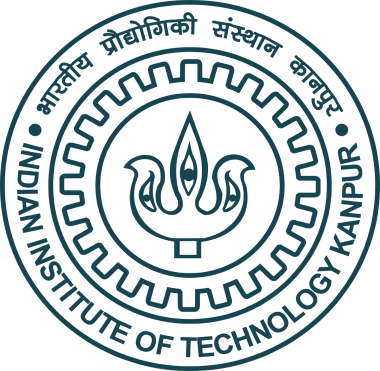 भारतीय प्रौद्योगिकी संस्थान कानपुर
INDIAN INSTITUTE OF TECHNOLOGY KANPUR